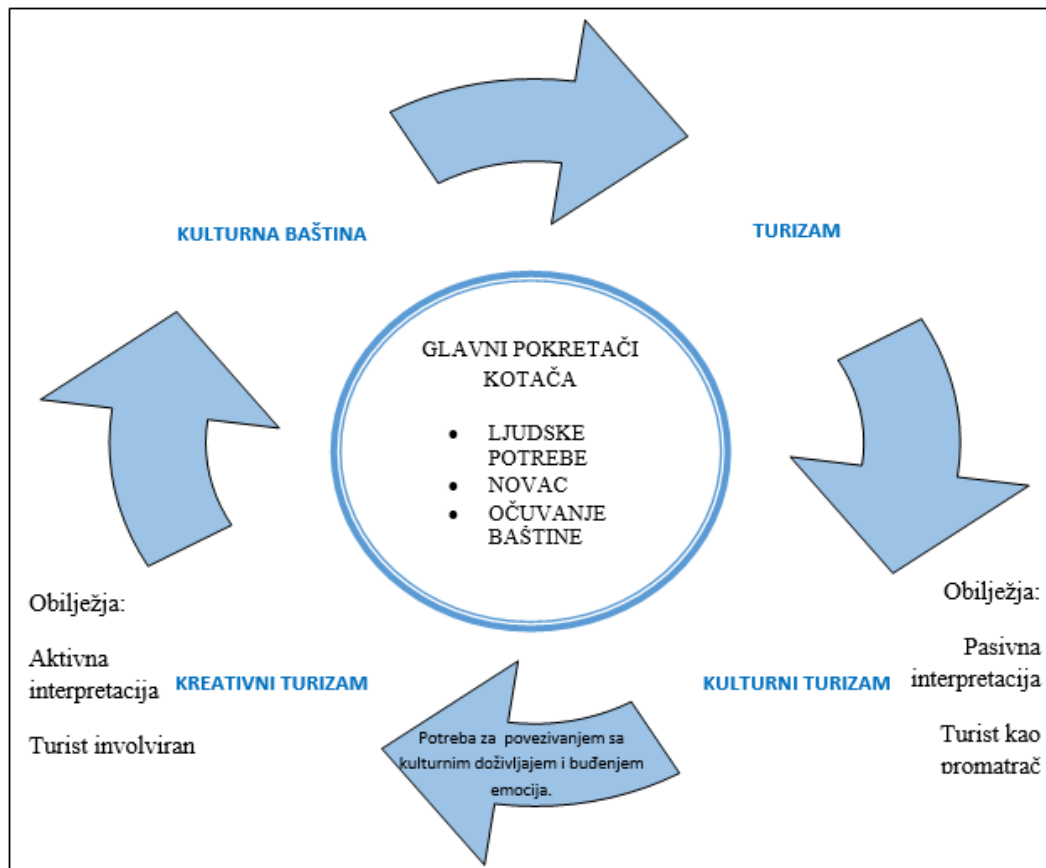 KULTURNA BAŠTINA
TURIZAM
GLAVNI POKRETAČI
KOTAČA
• LJUDSKE
POTREBE
• NOVAC
• OČUVANJE
BAŠTINE
Obilježja:
Aktivna
interpretacija
Turist involviran
KREATIVNI TURIZAM
Potreba za povezivanjem sa
kulturnim doživljajem i buđenjem
emocija.
KULTURNI TURIZAM
Obilježja:
Pasivna
interpretacija
Turist kao
promatrač